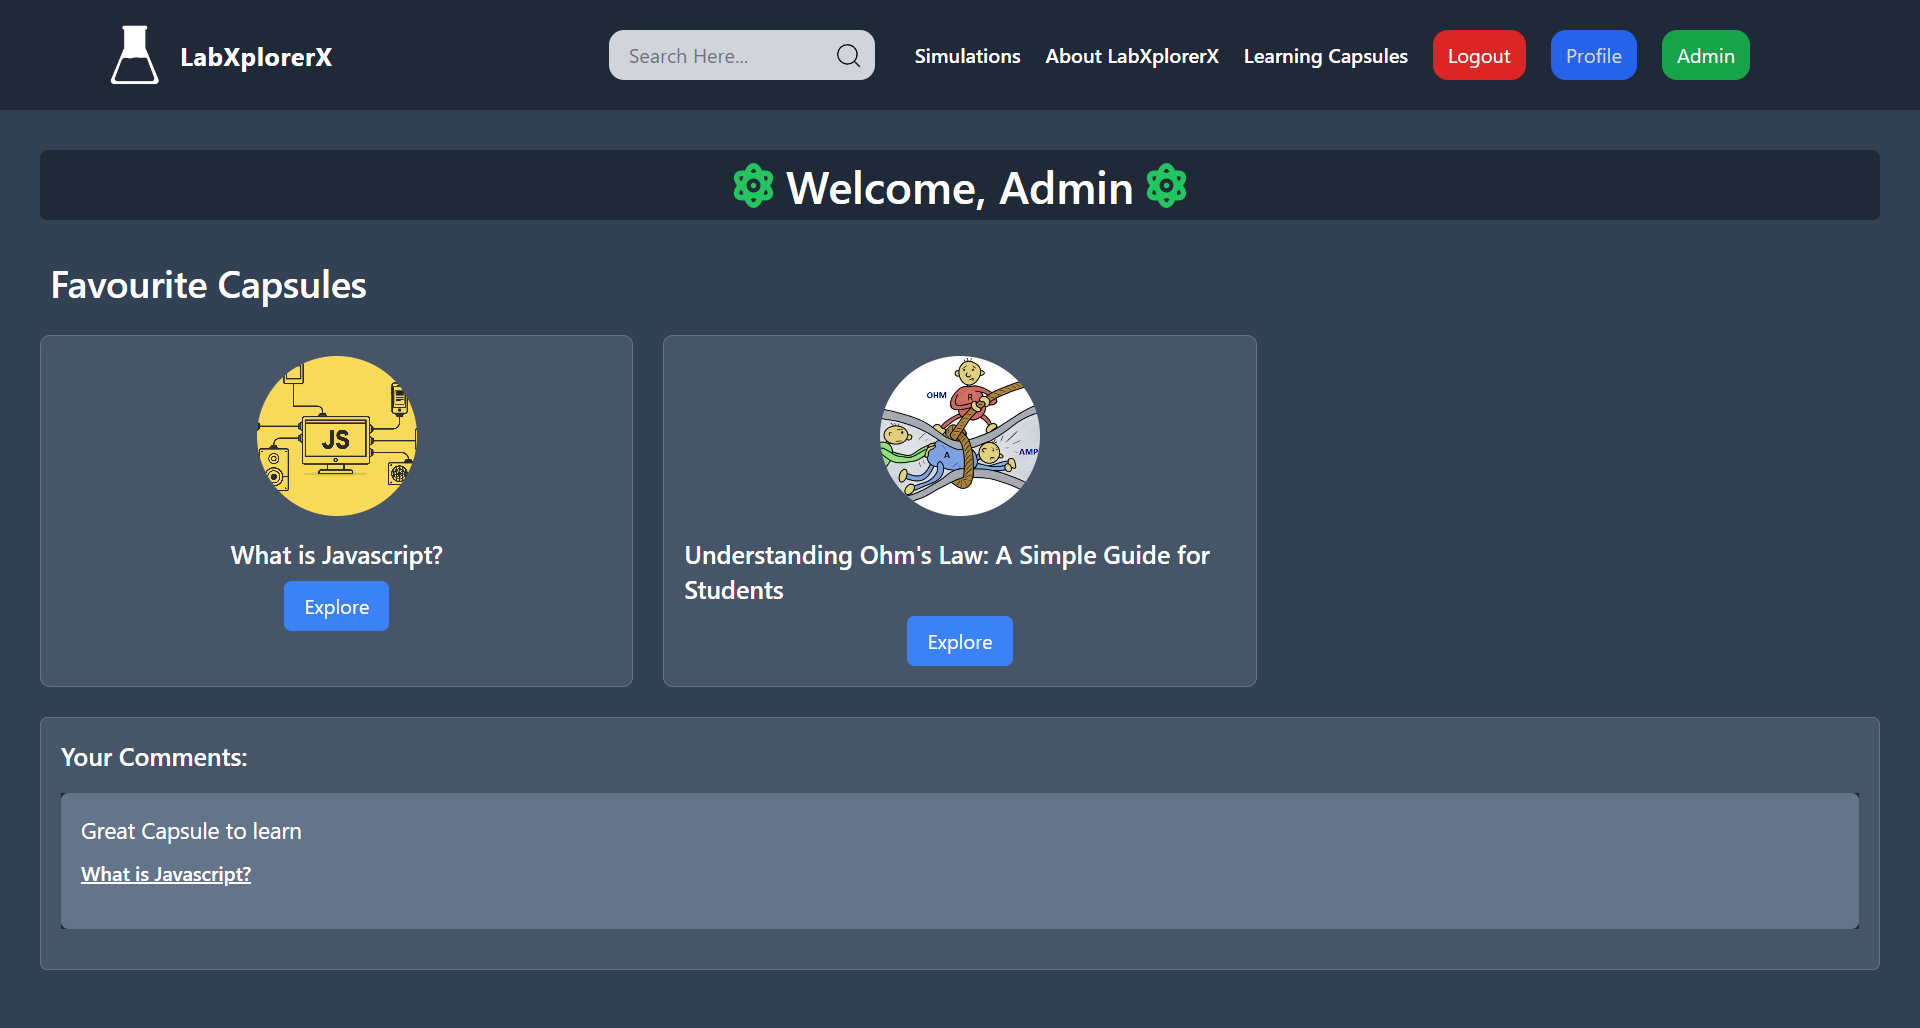 LabXplorerX
Search Here...
Simulations
About LabXplorerX
Learning Capsules
Logout
Profile
Admin
Welcome, Admin
Favourite Capsules
JS
What is Javascript?
Explore
OHM
R
A
AMP
Understanding Ohm's Law: A Simple Guide for
Students
Explore
Your Comments:
Great Capsule to learn
What is Javascript?